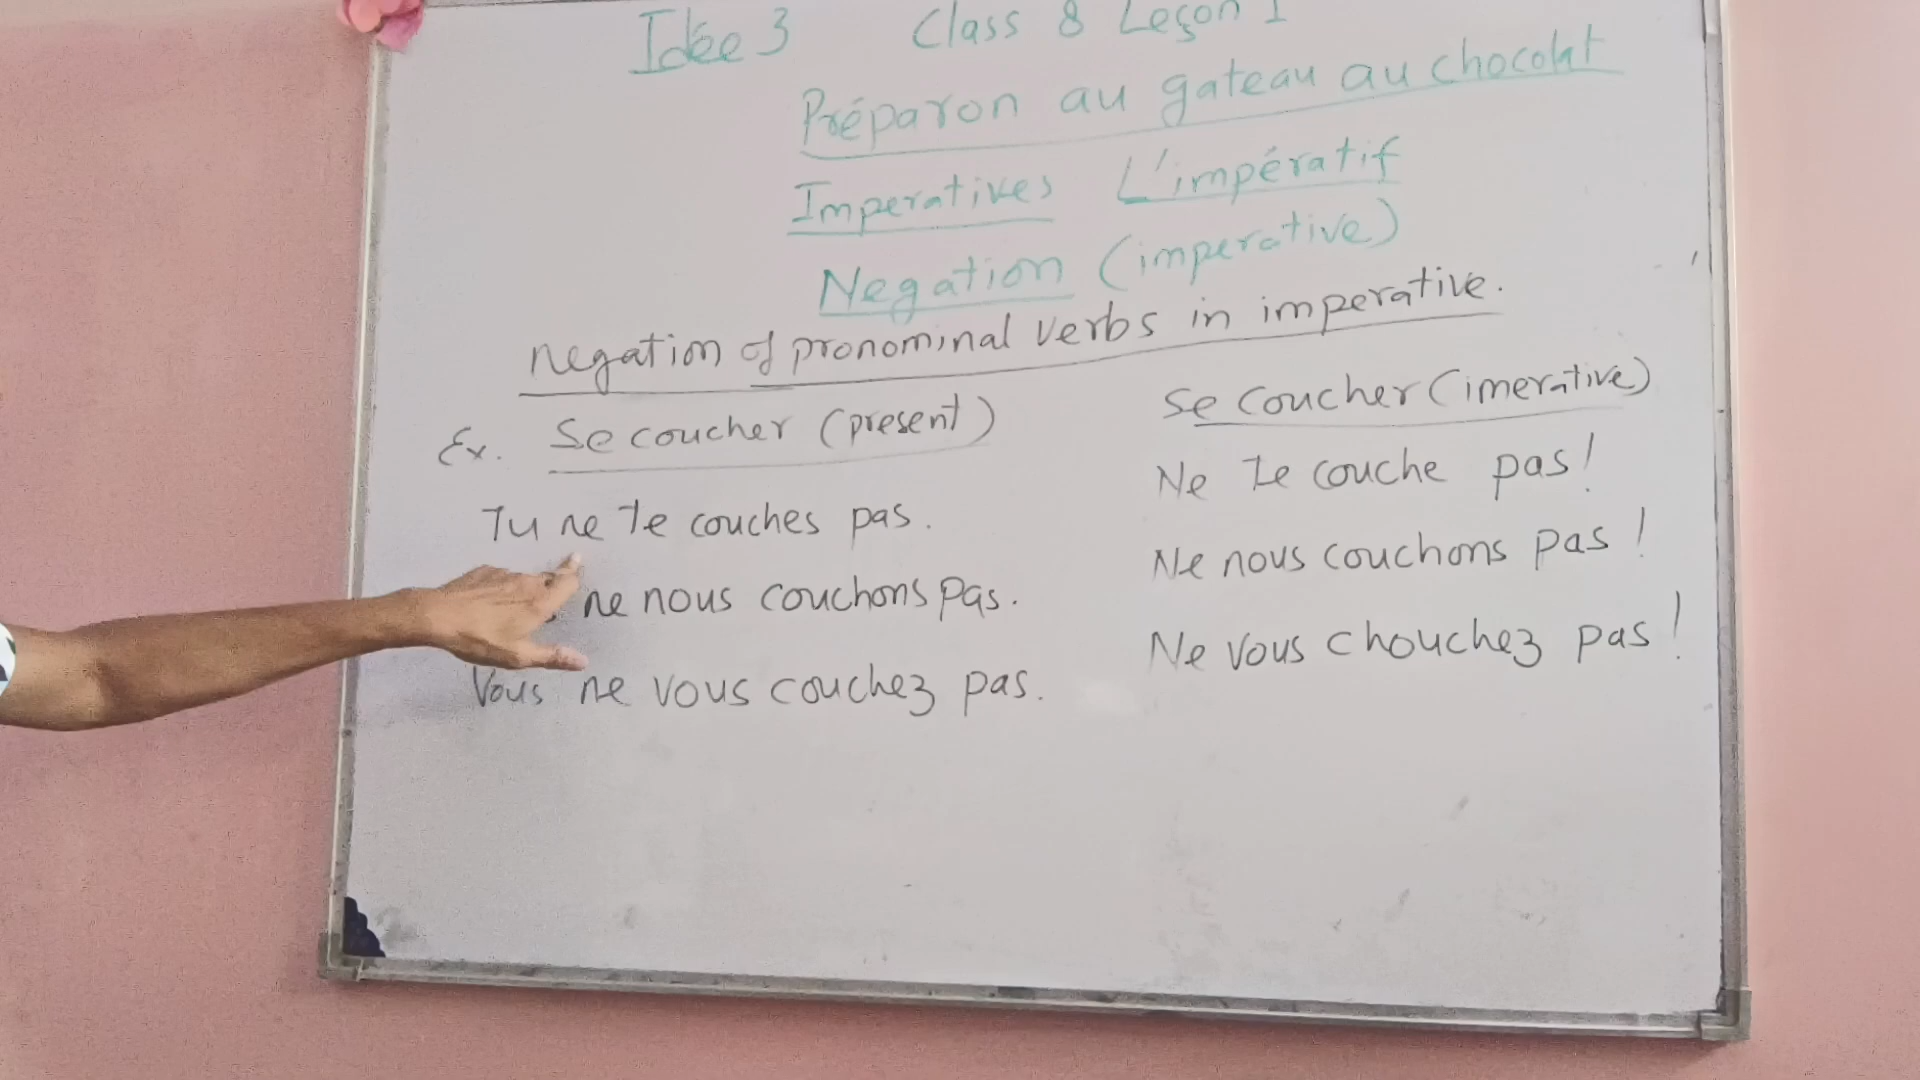 Idée 3 Class 8 Leçon 1
Préparon au gateau au chocolat
Imperatives L'impératif
Negation (imperative)
negation of pronominal verbs in imperative.
Ex. Se coucher (present)
Se coucher (imerative)
Tu ne te couches pas.
Ne te couche pas!
ne nous couchons pas.
Ne nous couchons pas!
Vous ne vous couchez pas.
Ne vous chouchez pas!